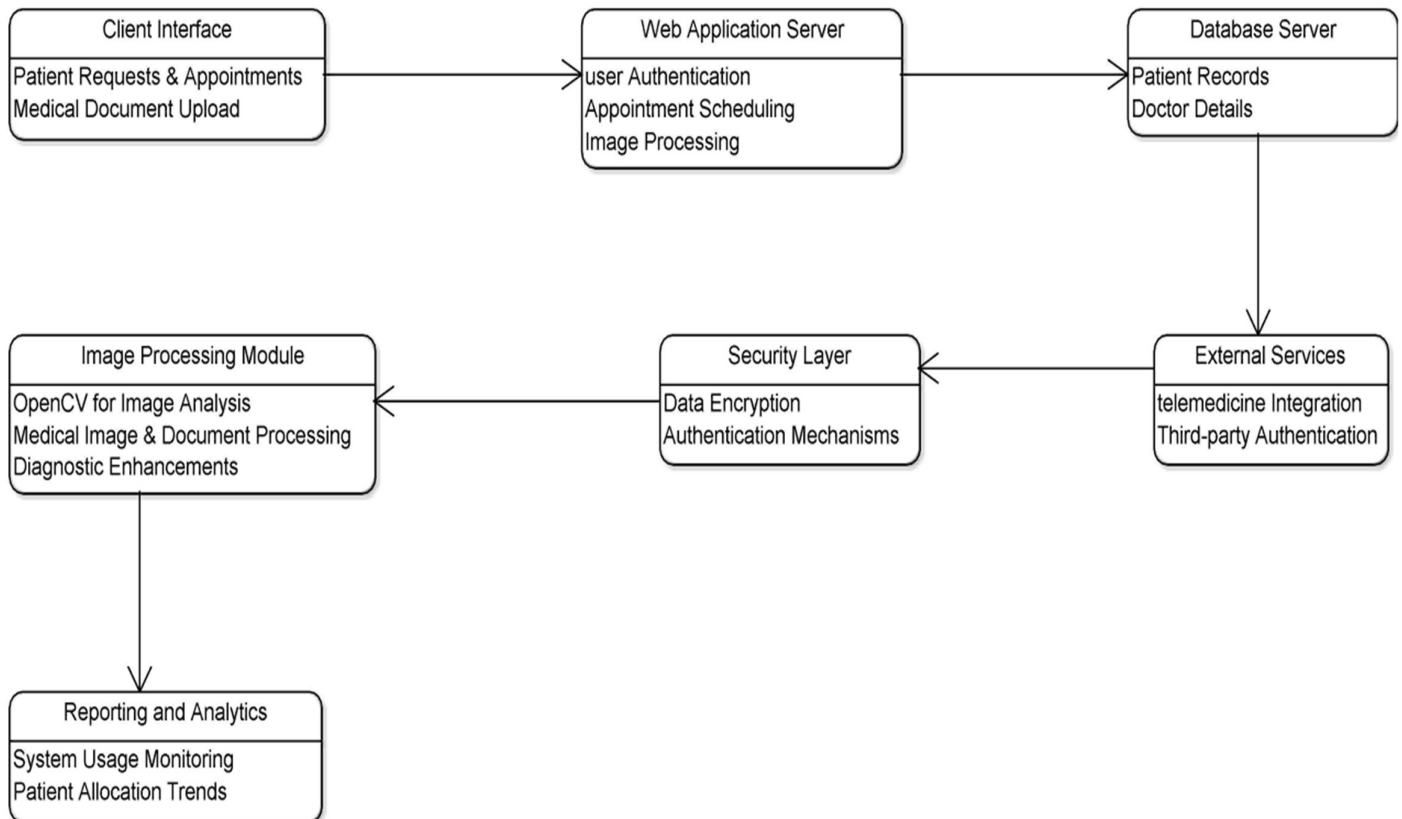 Client Interface
Patient Requests & Appointments
Medical Document Upload
Web Application Server
user Authentication
Appointment Scheduling
Image Processing
Database Server
Patient Records
Doctor Details
Image Processing Module
OpenCV for Image Analysis
Medical Image & Document Processing
Diagnostic Enhancements
Security Layer
Data Encryption
Authentication Mechanisms
External Services
telemedicine Integration
Third-party Authentication
Reporting and Analytics
System Usage Monitoring
Patient Allocation Trends